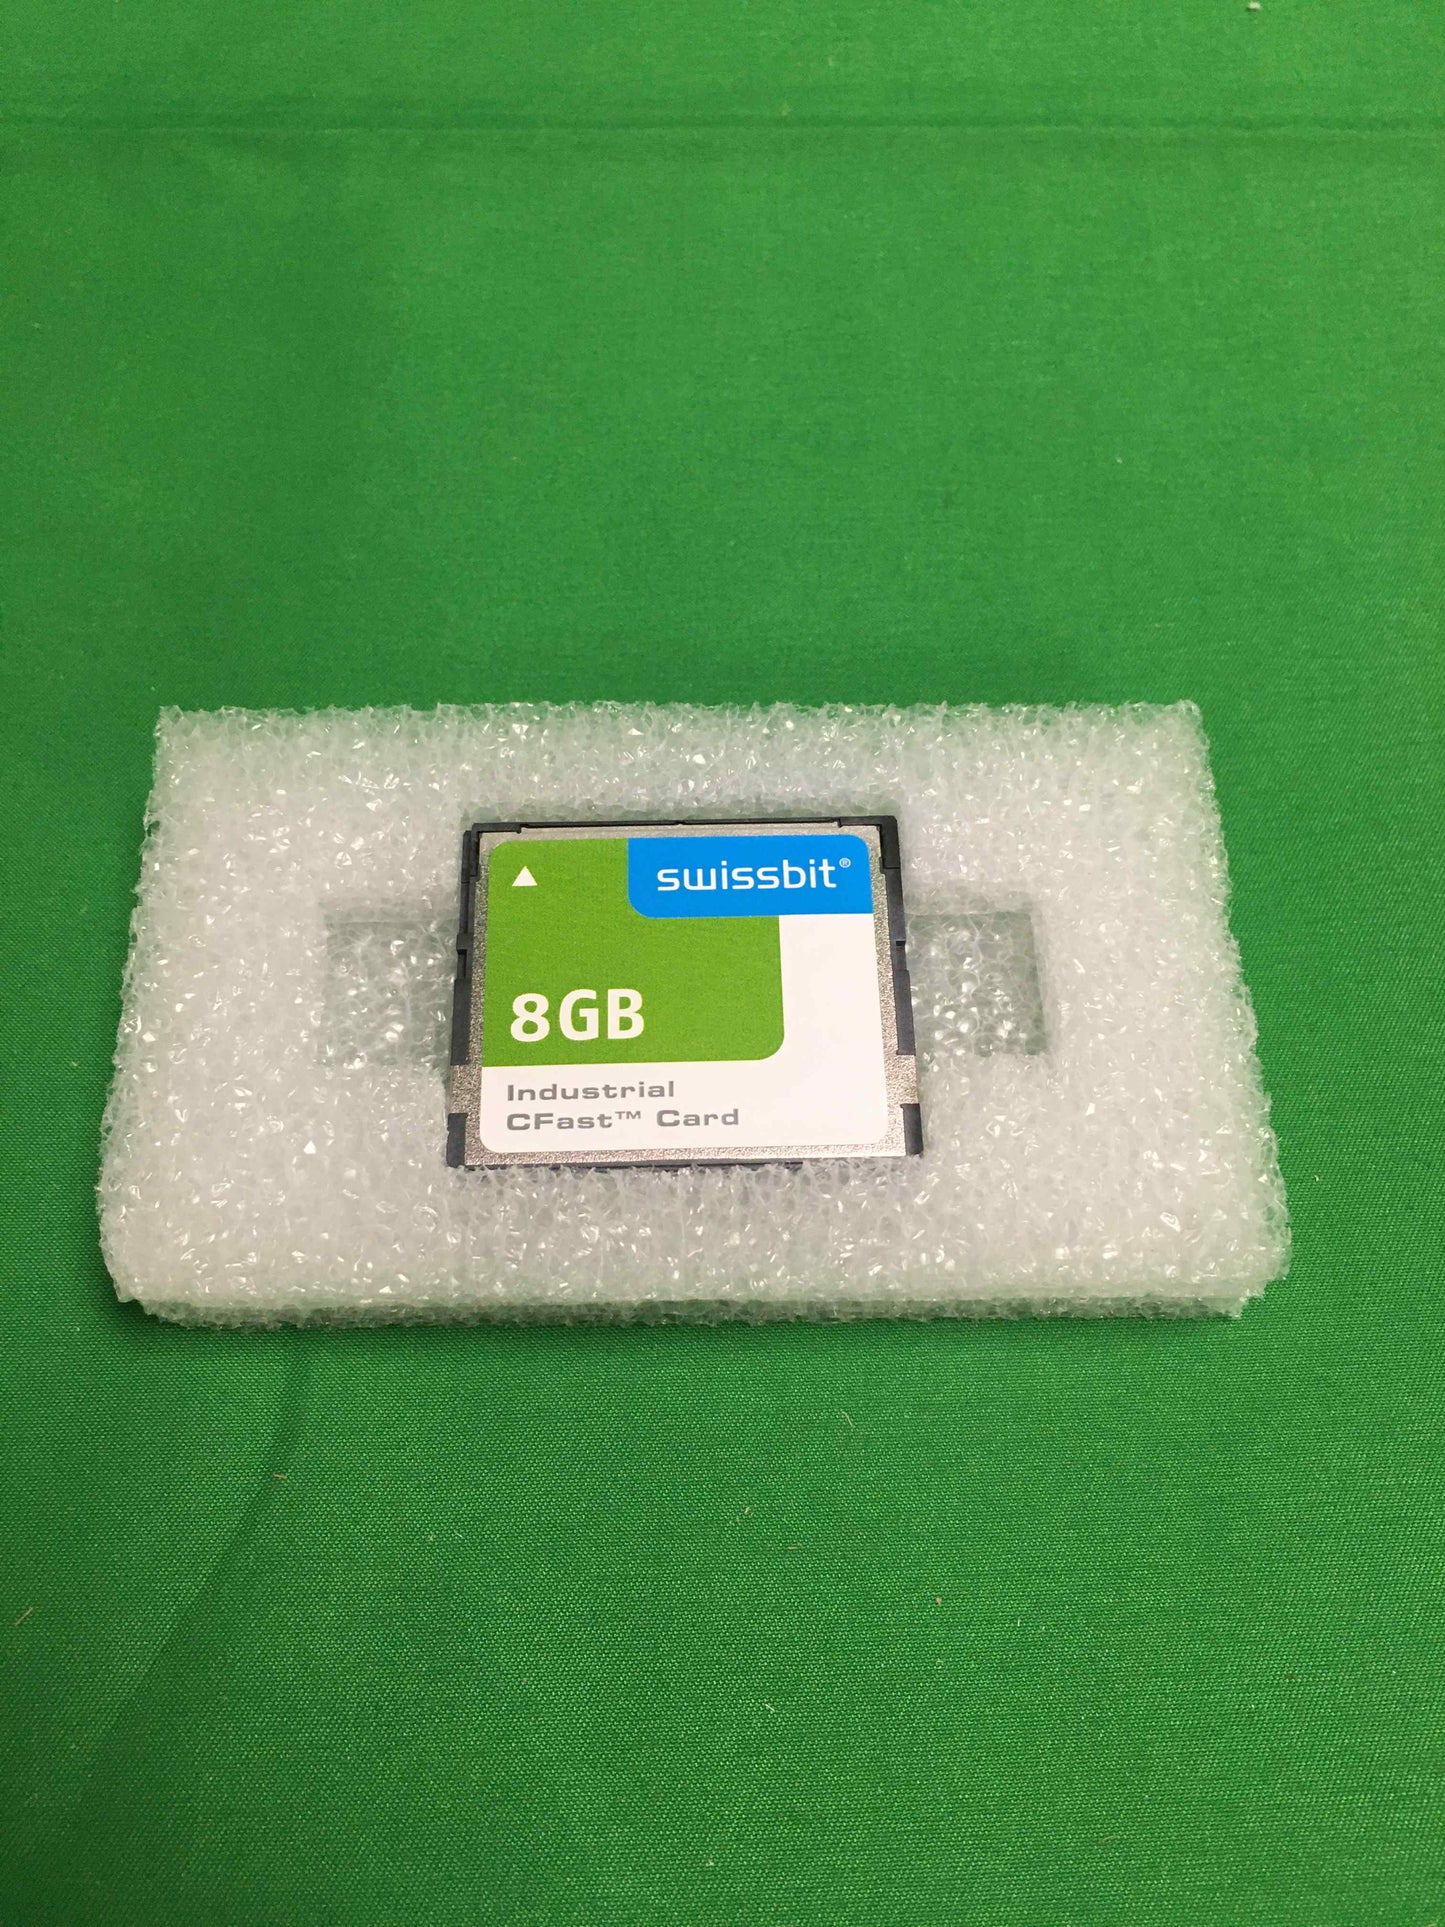 swissbit®
8GB
Industrial
CFast™ Card